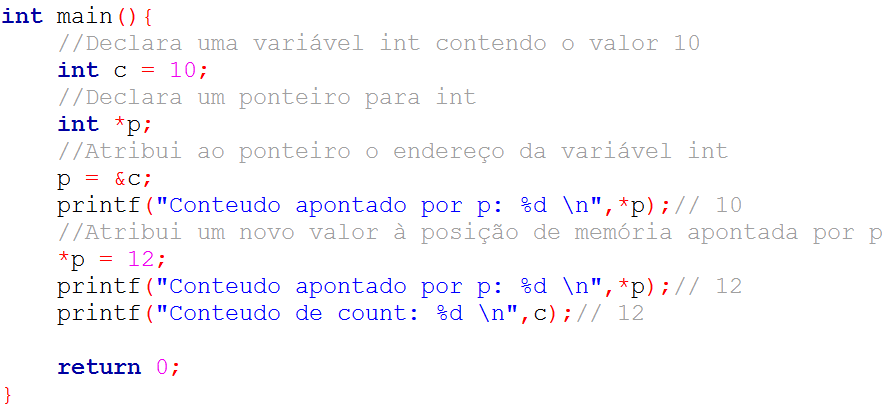 int main(){
    //Declara uma variável int contendo o valor 10
    int c = 10;
    //Declara um ponteiro para int
    int *p;
    //Atribui ao ponteiro o endereço da variável int
    p = &c;
    printf("Conteudo apontado por p: %d \n",*p);// 10
    //Atribui um novo valor à posição de memória apontada por p
    *p = 12;
    printf("Conteudo apontado por p: %d \n",*p);// 12
    printf("Conteudo de count: %d \n",c);// 12

    return 0;
}